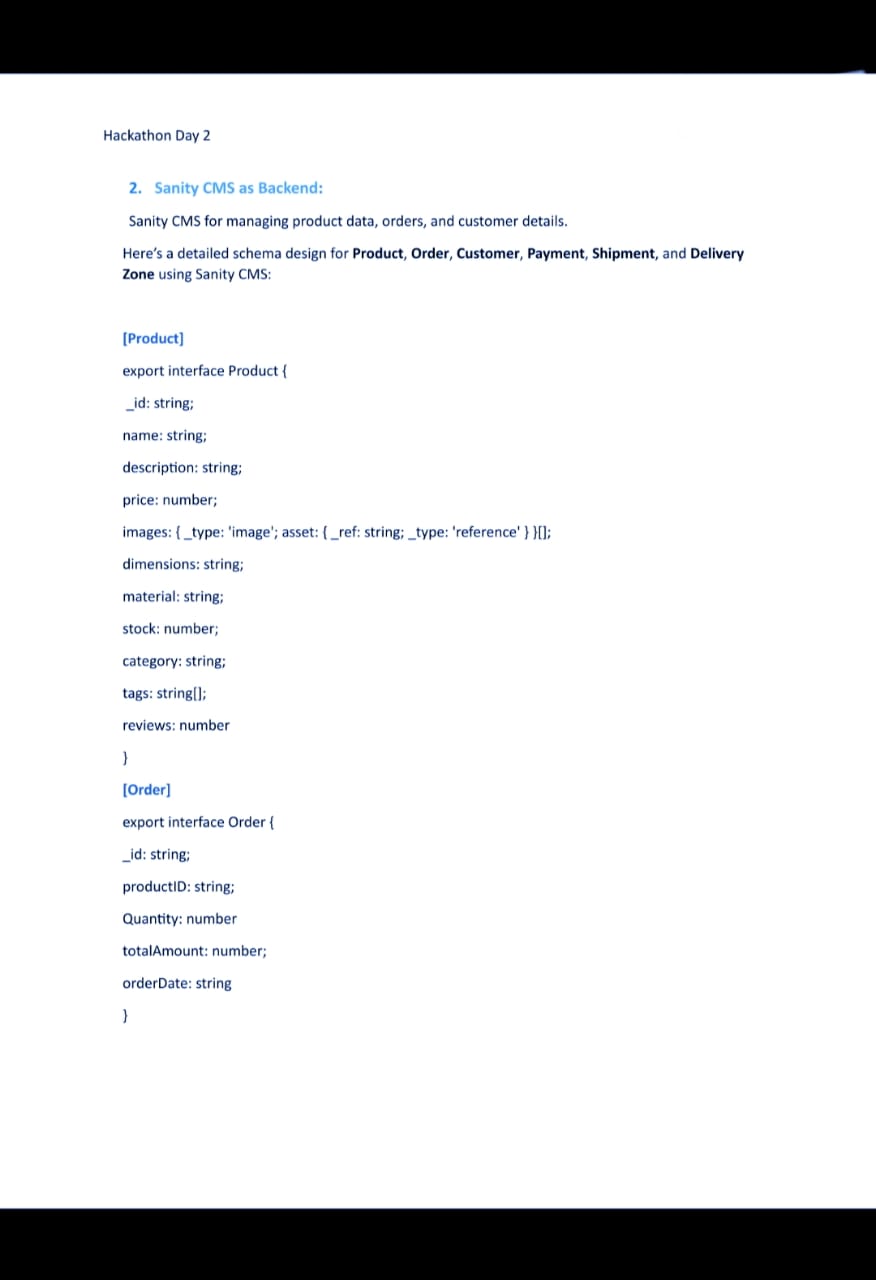 Hackathon Day 2
2. Sanity CMS as Backend:
Sanity CMS for managing product data, orders, and customer details.
Here's a detailed schema design for Product, Order, Customer, Payment, Shipment, and Delivery
Zone using Sanity CMS:
[Product]
export interface Product {
_id: string;
name: string;
description: string;
price: number;
images: { _type: 'image'; asset: { _ref: string; _type: 'reference' } }[];
dimensions: string;
material: string;
stock: number;
category: string;
tags: string[];
reviews: number
}
[Order]
export interface Order {
_id: string;
productID: string;
Quantity: number
totalAmount: number;
orderDate: string
}